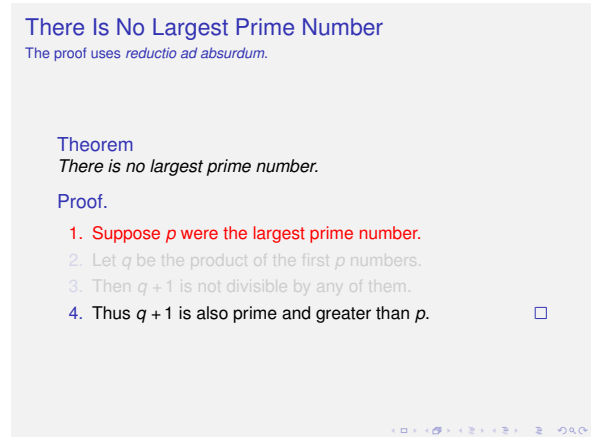 There Is No Largest Prime Number
The proof uses reductio ad absurdum.
Theorem
There is no largest prime number.
Proof.
1. Suppose p were the largest prime number.
2. Let q be the product of the first p numbers.
3. Then q + 1 is not divisible by any of them.
4. Thus q + 1 is also prime and greater than p. □